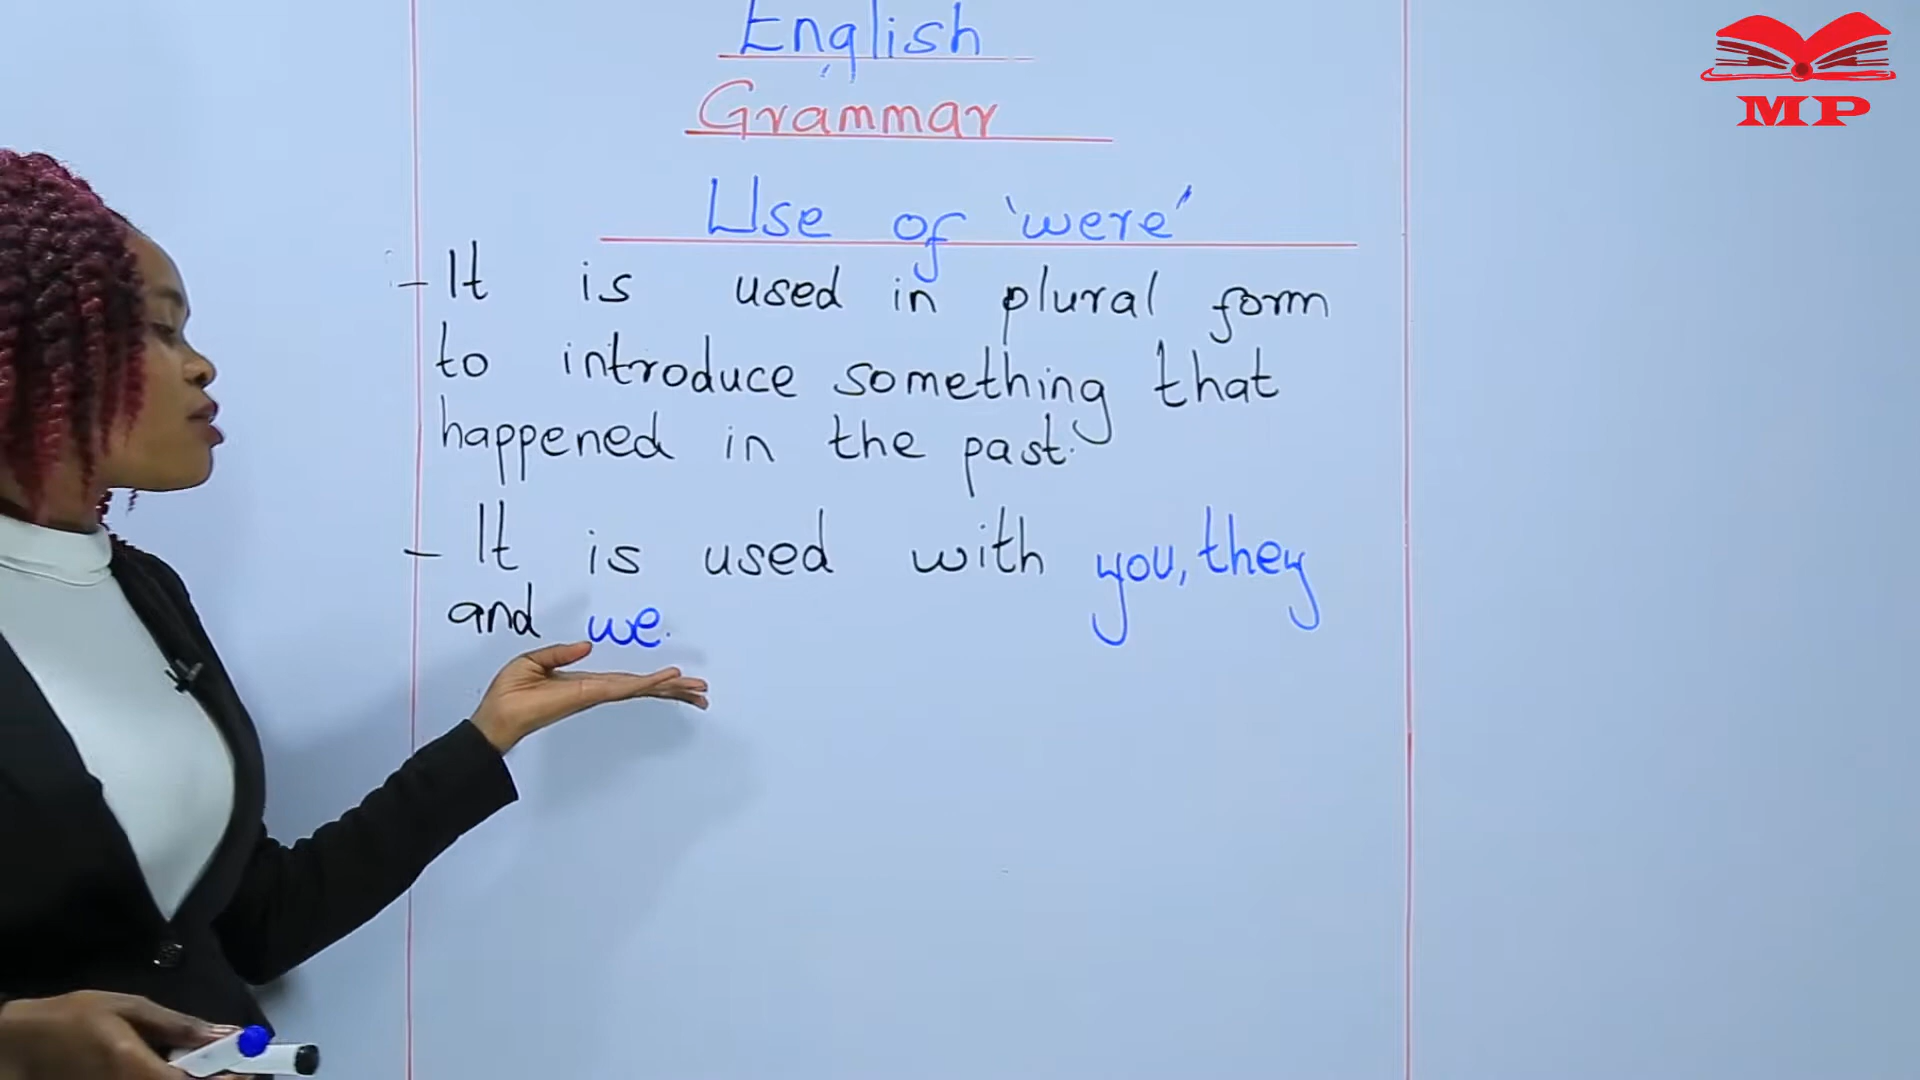 English
Grammar
Use of 'were'
- It is used in plural form
to introduce something that
happened in the past.
- It is used with you, they
and we.
MP